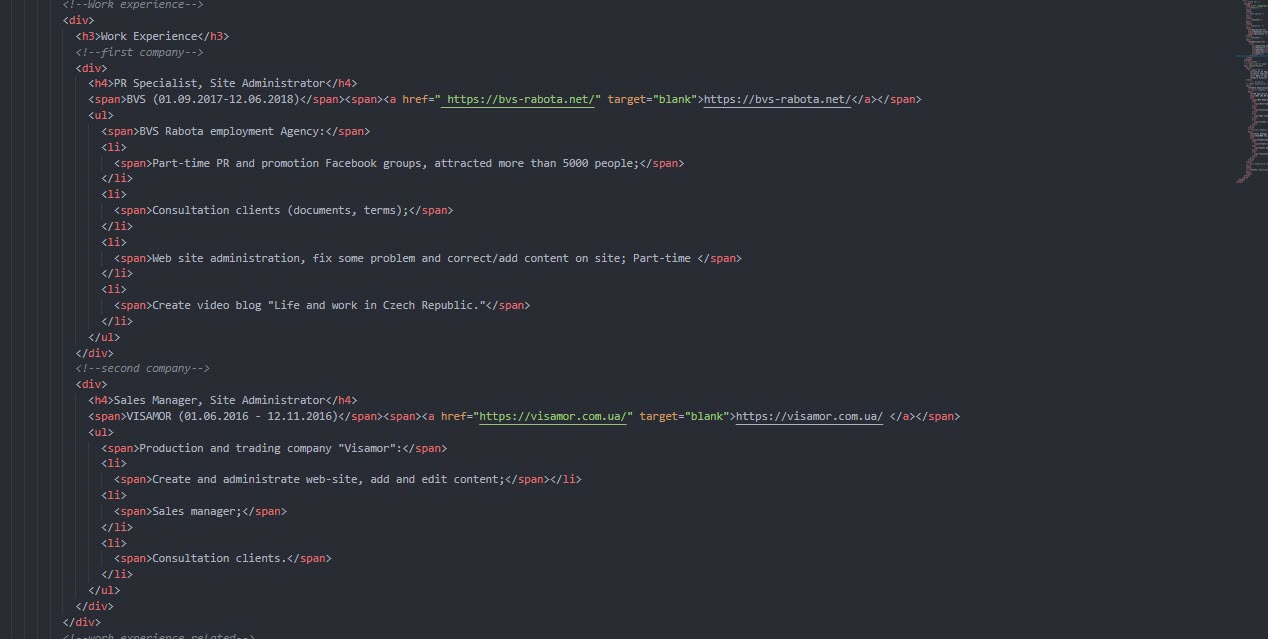 <!--Work experience-->
<div>
<h3>Work Experience</h3>
<!--first company-->
<div>
<h4>PR Specialist, Site Administrator</h4>
<span>BVS (01.09.2017-12.06.2018)</span><span><a href=" https://bvs-rabota.net/" target="blank">https://bvs-rabota.net/</a></span>
<ul>
<span>BVS Rabota employment Agency:</span>
<li>
<span>Part-time PR and promotion Facebook groups, attracted more than 5000 people;</span>
</li>
<li>
<span>Consultation clients (documents, terms);</span>
</li>
<li>
<span>Web site administration, fix some problem and correct/add content on site; Part-time </span>
</li>
<li>
<span>Create video blog "Life and work in Czech Republic."</span>
</li>
</ul>
</div>
<!--second company-->
<div>
<h4>Sales Manager, Site Administrator</h4>
<span>VISAMOR (01.06.2016 - 12.11.2016)</span><span><a href="https://visamor.com.ua/" target="blank">https://visamor.com.ua/ </a></span>
<ul>
<span>Production and trading company "Visamor":</span>
<li>
<span>Create and administrate web-site, add and edit content;</span></li>
<li>
<span>Sales manager;</span>
</li>
<li>
<span>Consultation clients.</span>
</li>
</ul>
</div>
</div>
<!--work experience related-->